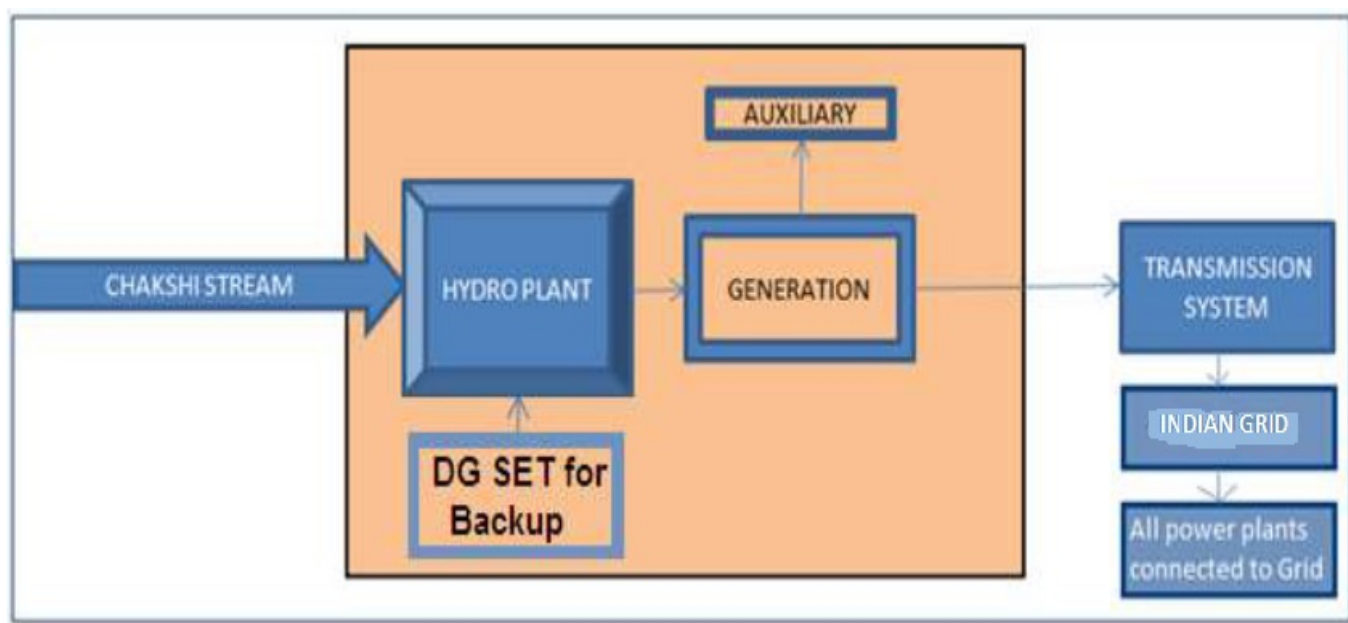 AUXILIARY
CHAKSHI STREAM
HYDRO PLANT
GENERATION
TRANSMISSION
SYSTEM
DG SET for
Backup
INDIAN GRID
All power plants
connected to Grid